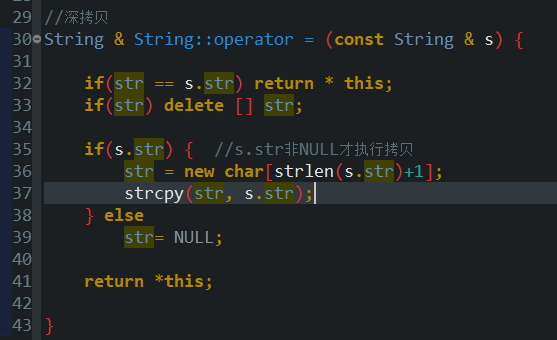 29 //深拷贝
30 String & String::operator = (const String & s) {
31
32 if(str == s.str) return * this;
33 if(str) delete [] str;
34
35 if(s.str) { //s.str非NULL才执行拷贝
36 str = new char[strlen(s.str)+1];
37 strcpy(str, s.str);
38 } else
39 str= NULL;
40
41 return *this;
42
43 }